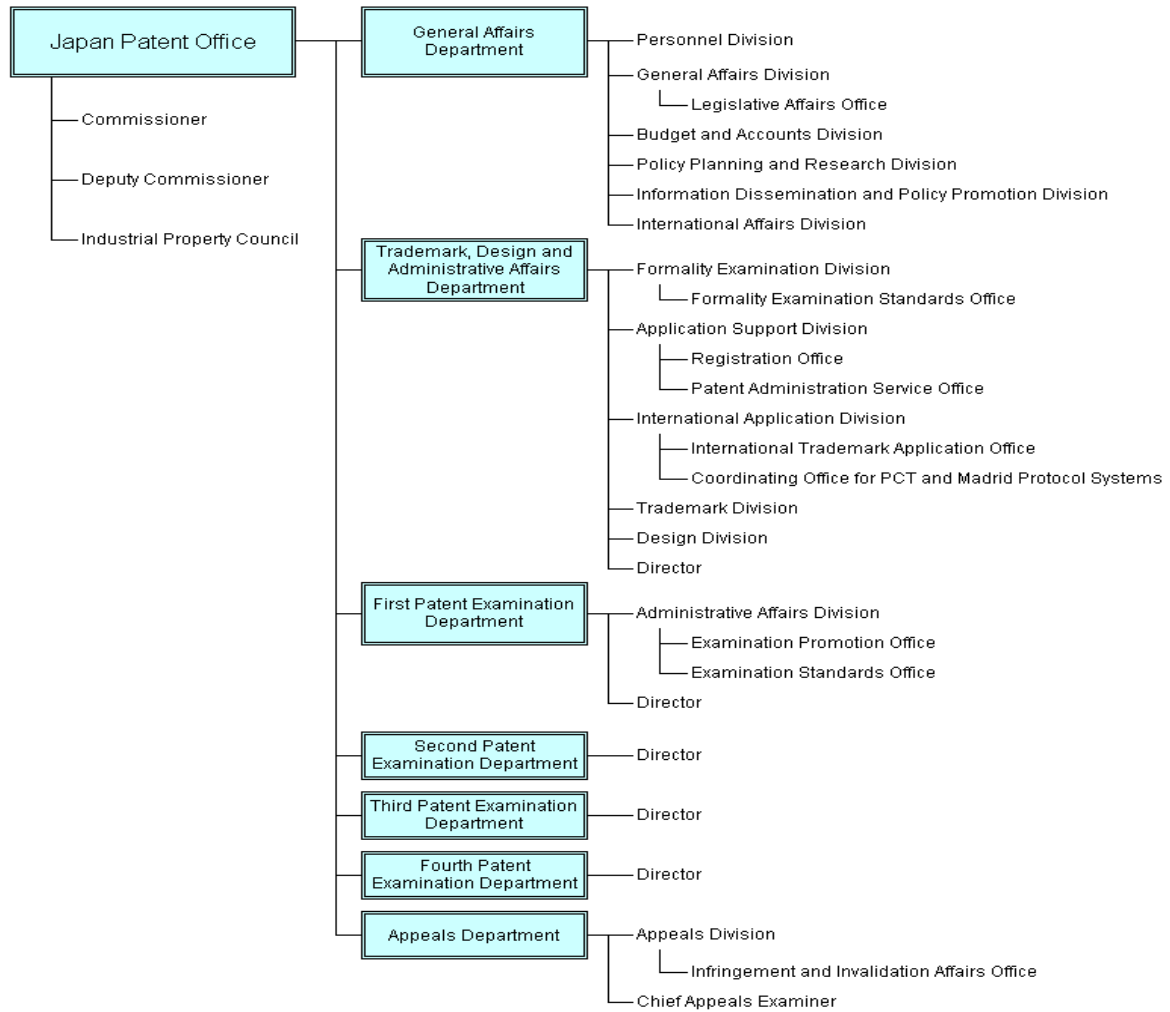 Japan Patent Office
Commissioner
Deputy Commissioner
Industrial Property Council
General Affairs
Department
Personnel Division
General Affairs Division
Legislative Affairs Office
Budget and Accounts Division
Policy Planning and Research Division
Information Dissemination and Policy Promotion Division
International Affairs Division
Trademark, Design and
Administrative Affairs
Department
Formality Examination Division
Formality Examination Standards Office
Application Support Division
Registration Office
Patent Administration Service Office
International Application Division
International Trademark Application Office
Coordinating Office for PCT and Madrid Protocol Systems
Trademark Division
Design Division
Director
First Patent Examination
Department
Administrative Affairs Division
Examination Promotion Office
Examination Standards Office
Director
Second Patent
Examination Department
Director
Third Patent Examination
Department
Director
Fourth Patent
Examination Department
Director
Appeals Department
Appeals Division
Infringement and Invalidation Affairs Office
Chief Appeals Examiner